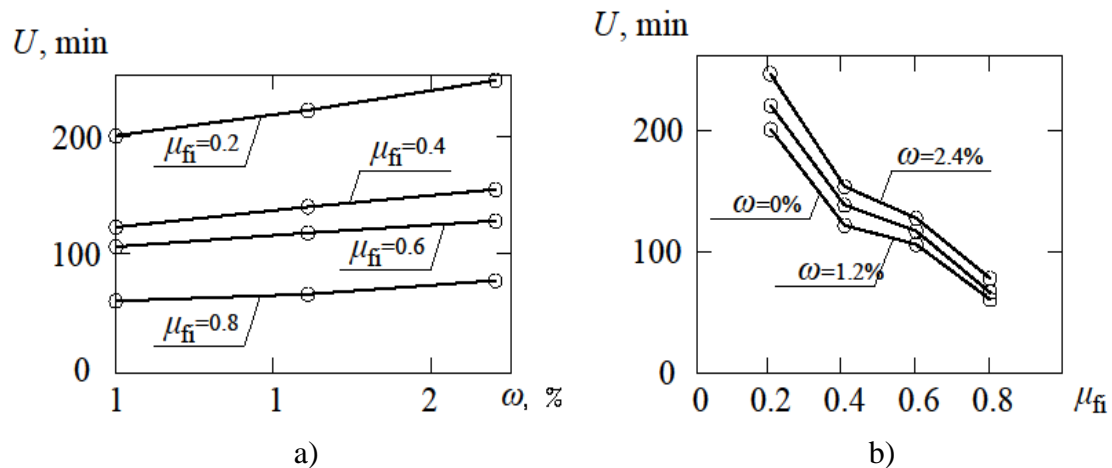 U, min
200
100
0
μfi=0.2
μfi=0.4
μfi=0.6
μfi=0.8
1 1 2 ω, %
a)
U, min
200
100
0
ω=2.4%
ω=0%
ω=1.2%
0 0.2 0.4 0.6 0.8 μfi
b)